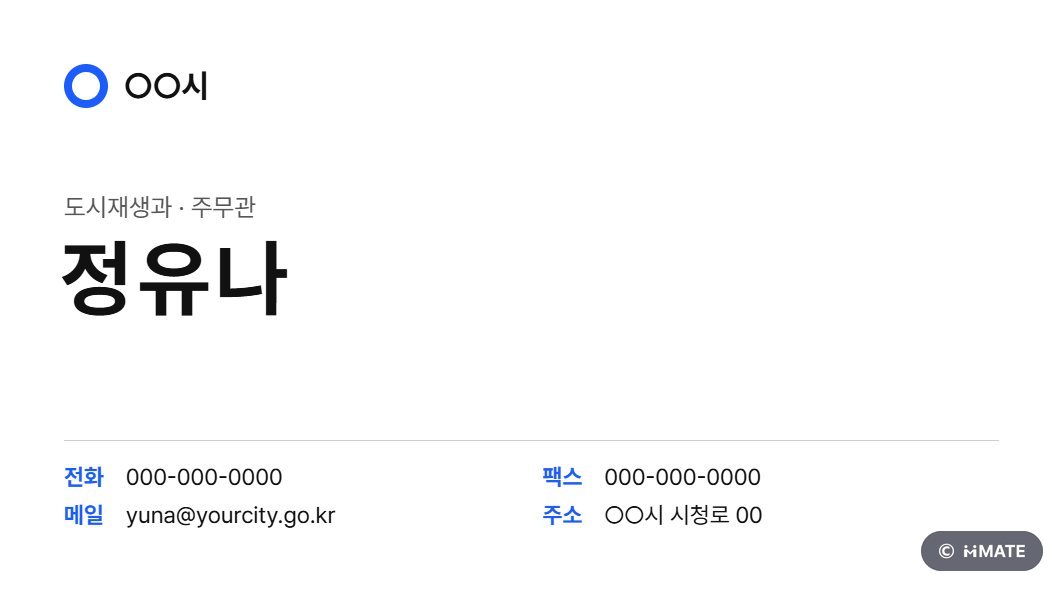 ○○시
도시재생과 · 주무관
정유나
전화 000-000-0000
팩스 000-000-0000
메일 yuna@yourcity.go.kr
주소 ○○시 시청로 00
© MMATE